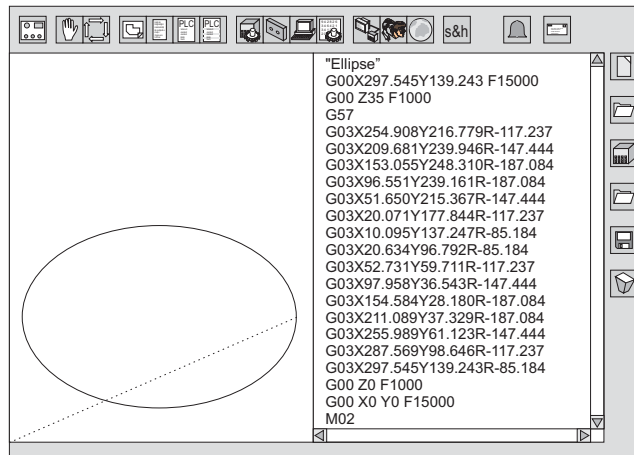 PLC
PLC
s&h
"Ellipse”
G00X297.545Y139.243 F15000
G00 Z35 F1000
G57
G03X254.908Y216.779R-117.237
G03X209.681Y239.946R-147.444
G03X153.055Y248.310R-187.084
G03X96.551Y239.161R-187.084
G03X51.650Y215.367R-147.444
G03X20.071Y177.844R-117.237
G03X10.095Y137.247R-85.184
G03X20.634Y96.792R-85.184
G03X52.731Y59.711R-117.237
G03X97.958Y36.543R-147.444
G03X154.584Y28.180R-187.084
G03X211.089Y37.329R-187.084
G03X255.989Y61.123R-147.444
G03X287.569Y98.646R-117.237
G03X297.545Y139.243R-85.184
G00 Z0 F1000
G00 X0 Y0 F15000
M02